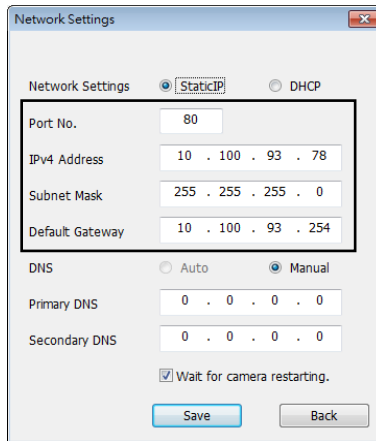 Network Settings
Network Settings StaticIP DHCP
Port No. 80
IPv4 Address 10 . 100 . 93 . 78
Subnet Mask 255 . 255 . 255 . 0
Default Gateway 10 . 100 . 93 . 254
DNS Auto Manual
Primary DNS 0 . 0 . 0 . 0
Secondary DNS 0 . 0 . 0 . 0
Wait for camera restarting.
Save Back